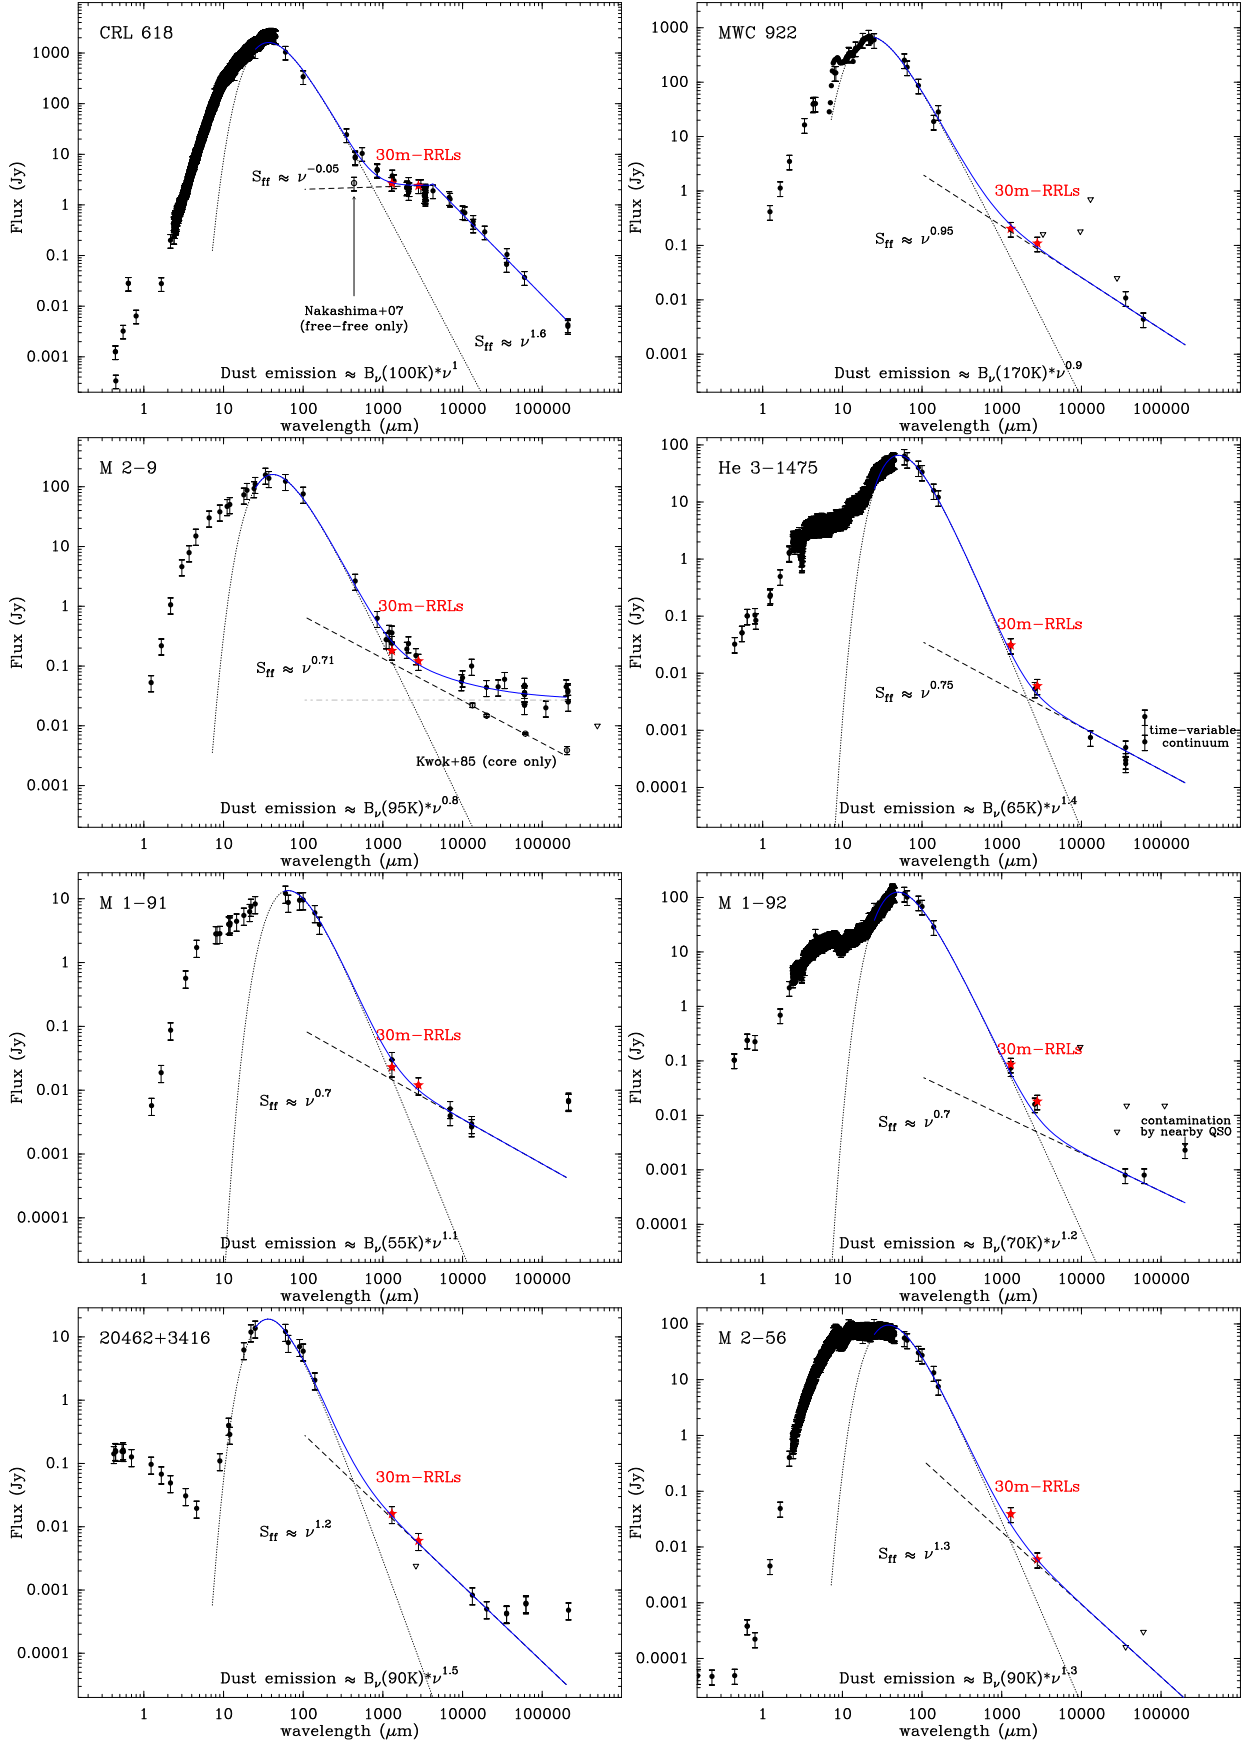 CRL 618
Flux (Jy)
1000
100
10
1
0.1
0.01
0.001
30m−RRLs
S_ff ≈ ν^−0.05
Nakashima+07
(free−free only)
S_ff ≈ ν^1.6
Dust emission ≈ B_ν(100K)*ν^1
1 10 100 1000 10000 100000
wavelength (μm)
MWC 922
Flux (Jy)
1000
100
10
1
0.1
0.01
0.001
30m−RRLs
S_ff ≈ ν^0.95
Dust emission ≈ B_ν(170K)*ν^0.9
1 10 100 1000 10000 100000
wavelength (μm)
M 2−9
Flux (Jy)
100
10
1
0.1
0.01
0.001
30m−RRLs
S_ff ≈ ν^0.71
Kwok+85 (core only)
Dust emission ≈ B_ν(95K)*ν^0.8
1 10 100 1000 10000 100000
wavelength (μm)
He 3−1475
Flux (Jy)
100
10
1
0.1
0.01
0.001
0.0001
30m−RRLs
S_ff ≈ ν^0.75
time−variable
continuum
Dust emission ≈ B_ν(65K)*ν^1.4
1 10 100 1000 10000 100000
wavelength (μm)
M 1−91
Flux (Jy)
10
1
0.1
0.01
0.001
0.0001
30m−RRLs
S_ff ≈ ν^0.7
Dust emission ≈ B_ν(55K)*ν^1.1
1 10 100 1000 10000 100000
wavelength (μm)
M 1−92
Flux (Jy)
100
10
1
0.1
0.01
0.001
0.0001
30m−RRLs
S_ff ≈ ν^0.7
contamination
by nearby QSO
Dust emission ≈ B_ν(70K)*ν^1.2
1 10 100 1000 10000 100000
wavelength (μm)
20462+3416
Flux (Jy)
10
1
0.1
0.01
0.001
0.0001
30m−RRLs
S_ff ≈ ν^1.2
Dust emission ≈ B_ν(90K)*ν^1.5
1 10 100 1000 10000 100000
wavelength (μm)
M 2−56
Flux (Jy)
100
10
1
0.1
0.01
0.001
0.0001
30m−RRLs
S_ff ≈ ν^1.3
Dust emission ≈ B_ν(90K)*ν^1.3
1 10 100 1000 10000 100000
wavelength (μm)